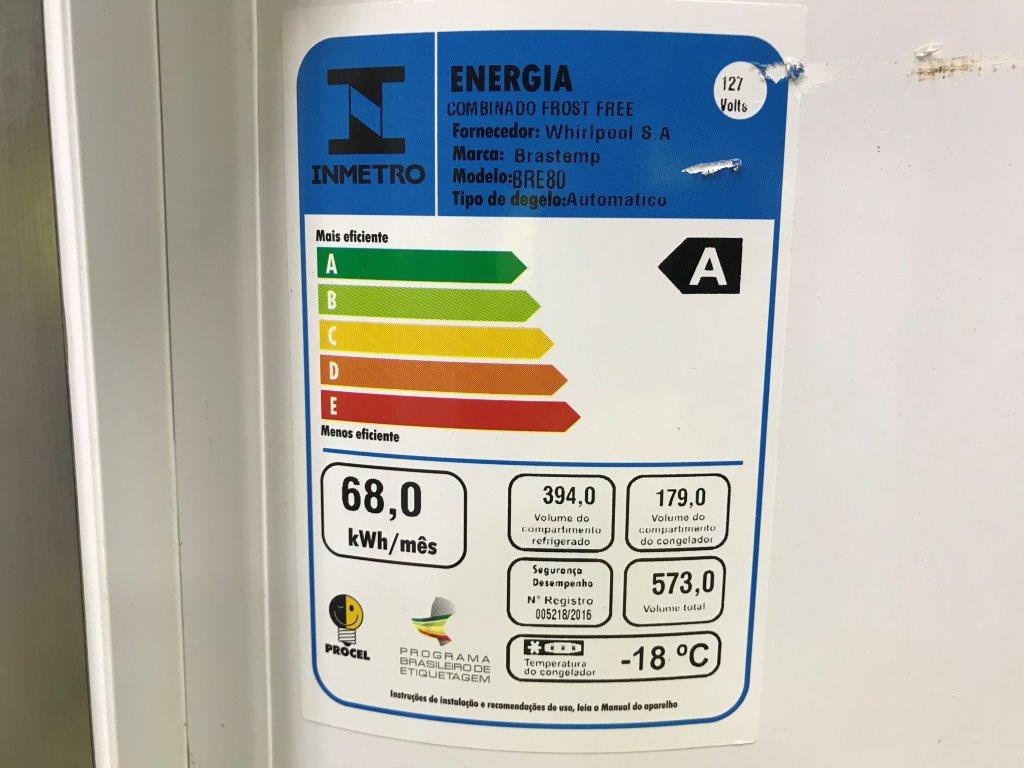 INMETRO
ENERGIA
COMBINADO FROST FREE
Fornecedor: Whirlpool S.A
Marca: Brastemp
Modelo:BRE80
Tipo de degelo:Automatico
127
Volts
Mais eficiente
A
B
C
D
E
Menos eficiente
A
68,0
kWh/mês
394,0
Volume do
compartimento
refrigerado
179,0
Volume do
compartimento
do congelador
Segurança
Desempenho
N° Registro
005218/2016
573,0
Volume total
PROCEL
PROGRAMA
BRASILEIRO DE
ETIQUETAGEM
Temperatura
do congelador
-18 ºC
Instruções de instalação e recomendações de uso, leia o Manual do aparelho